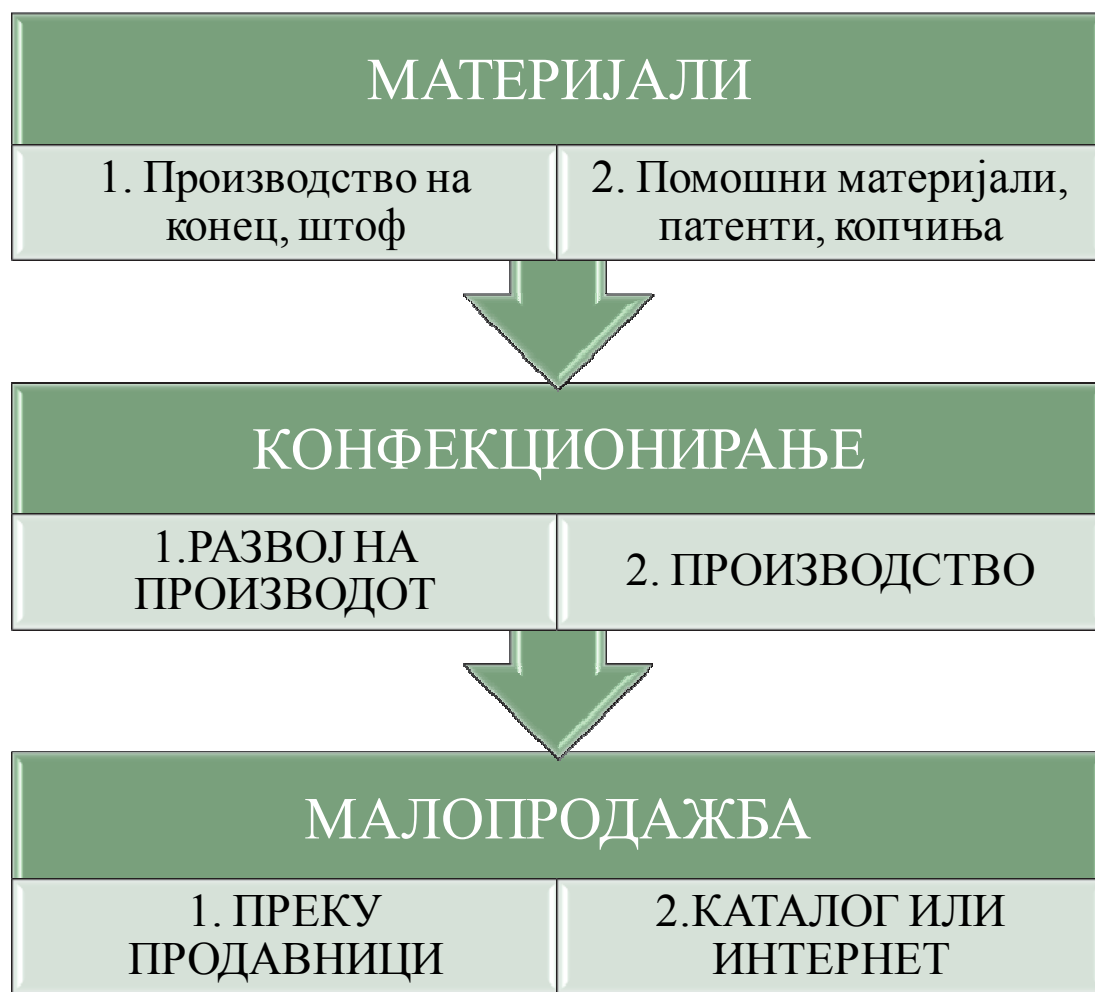 МАТЕРИЈАЛИ
1. Производство на
конец, штоф
2. Помошни материјали,
патенти, копчиња
КОНФЕКЦИОНИРАЊЕ
1.РАЗВОЈ НА
ПРОИЗВОДОТ
2. ПРОИЗВОДСТВО
МАЛОПРОДАЖБА
1. ПРЕКУ
ПРОДАВНИЦИ
2.КАТАЛОГ ИЛИ
ИНТЕРНЕТ